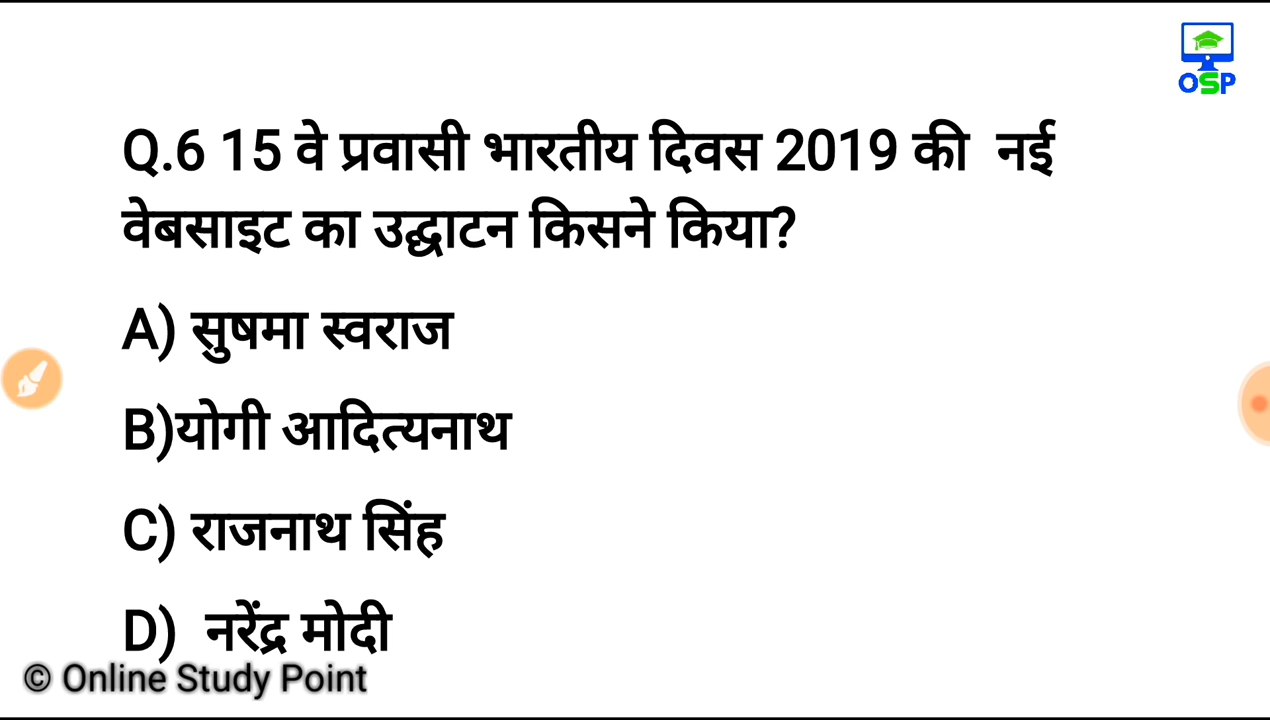 OSP
Q.6 15 वे प्रवासी भारतीय दिवस 2019 की नई
वेबसाइट का उद्घाटन किसने किया?
A) सुषमा स्वराज
B)योगी आदित्यनाथ
C) राजनाथ सिंह
D) नरेंद्र मोदी
© Online Study Point